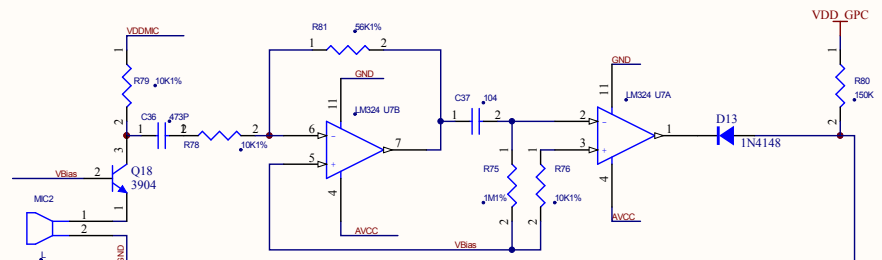 VDD_GPC
R81
56K1%
VDDMIC
1
1
2
1
GND
GND
R79
10K1%
11
C37
104
11
LM324 U7A
R80
150K
C36
473P
LM324 U7B
D13
2
1
2
2
6
7
1
2
2
1
2
R78
10K1%
3
1N4148
3
5
1
1
VBias
2
Q18
3904
4
R75
R76
4
MIC2
1
1M1%
10K1%
1
2
AVCC
2
2
AVCC
VBias
GND